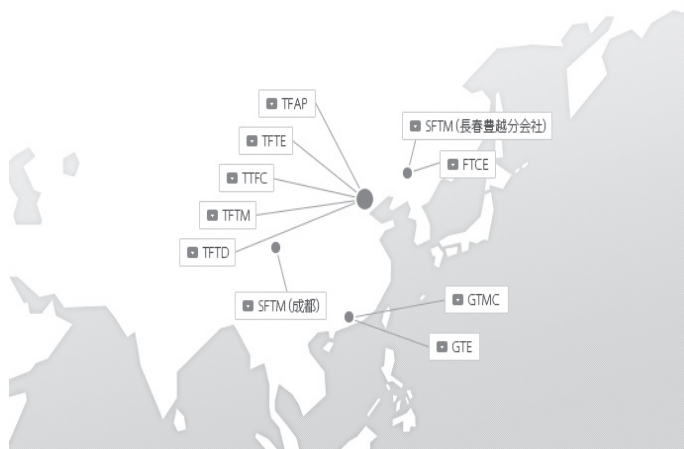 TFAP
SFTM（長春豊越分会社）
TFTE
FTCE
TTFC
TFTM
TFTD
SFTM（成都）
GTMC
GTE